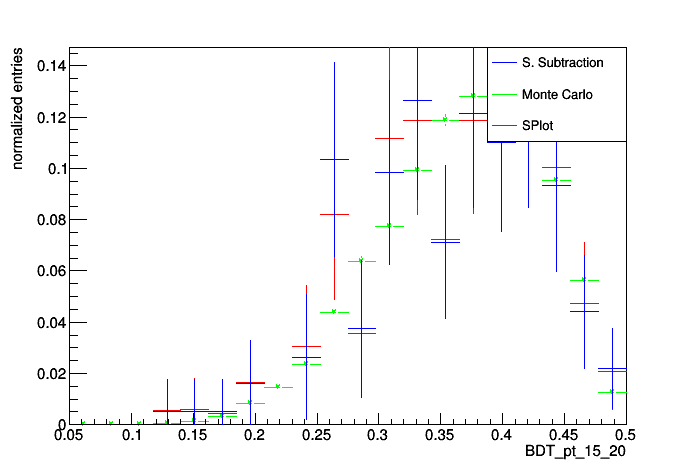 normalized entries
0.14
0.12
0.1
0.08
0.06
0.04
0.02
0
0.05 0.1 0.15 0.2 0.25 0.3 0.35 0.4 0.45 0.5
BDT_pt_15_20
S. Subtraction
Monte Carlo
SPlot